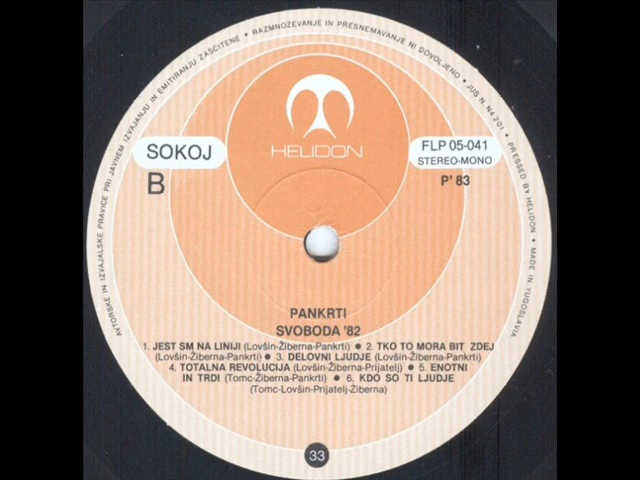 AVTORSKE IN IZVAJALSKE PRAVICE PRI JAVNEM IZVAJANJU IN EMITIRANJU ZAŠČITENE • RAZMNOŽEVANJE IN PRESNEMAVANJE NI DOVOLJENO • JUS N. N4.201 • PRESSED BY HELIDON • MADE IN YUGOSLAVIA
HELIDON
SOKOJ
B
FLP 05-041
STEREO-MONO
P' 83
PANKRTI
SVOBODA '82
1. JEST SM NA LINIJI (Lovšin-Žiberna-Pankrti) ● 2. TKO TO MORA BIT ZDEJ
(Lovšin-Žiberna-Pankrti) ● 3. DELOVNI LJUDJE (Lovšin-Žiberna-Pankrti)
4. TOTALNA REVOLUCIJA (Lovšin-Žiberna-Prijatelj) ● 5. ENOTNI
IN TRDI (Tomc-Žiberna-Pankrti) ● 6. KDO SO TI LJUDJE
(Tomc-Lovšin-Prijatelj-Žiberna)
33